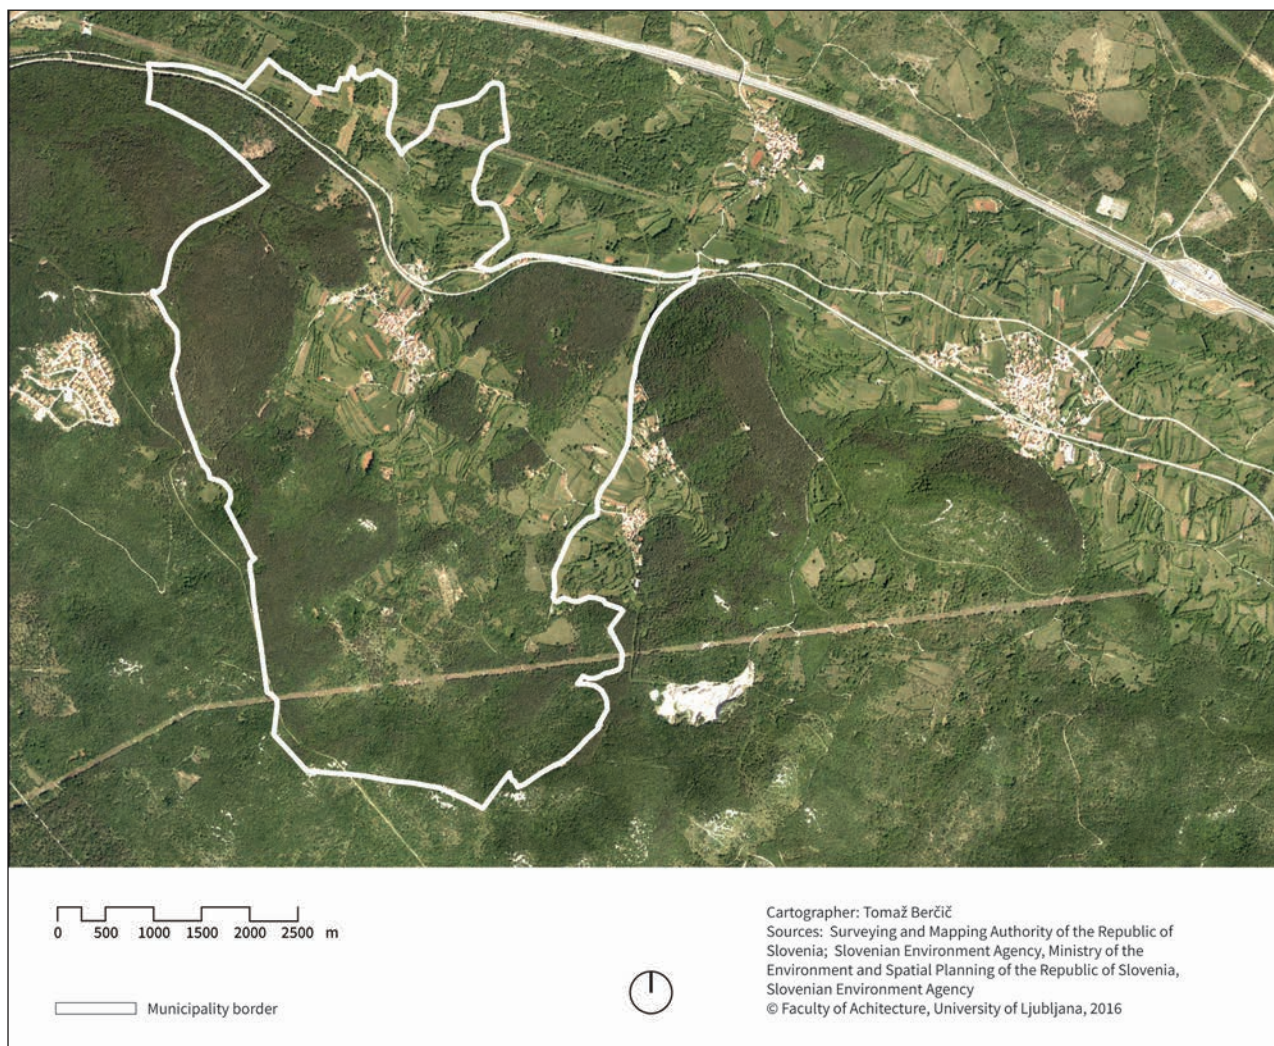 0 500 1000 1500 2000 2500 m
Municipality border
Cartographer: Tomaž Berčič
Sources: Surveying and Mapping Authority of the Republic of
Slovenia; Slovenian Environment Agency, Ministry of the
Environment and Spatial Planning of the Republic of Slovenia,
Slovenian Environment Agency
© Faculty of Achitecture, University of Ljubljana, 2016